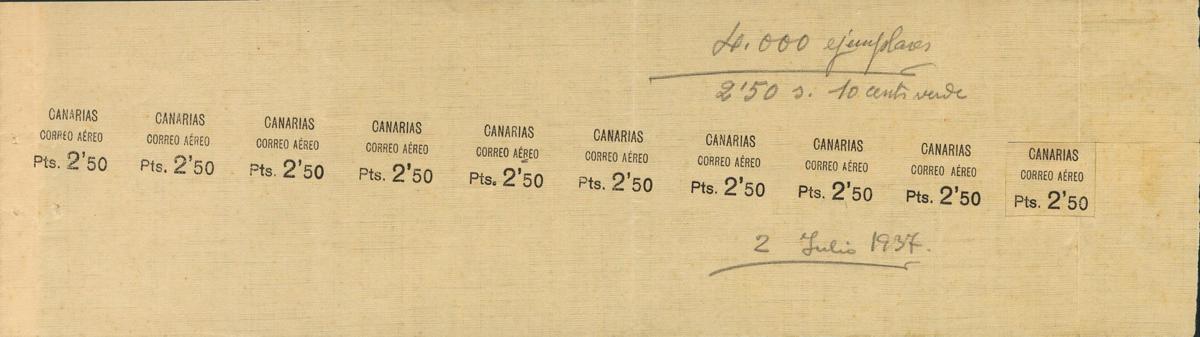 4.000 ejemplares
2'50 s. 10 cents verde
CANARIAS CANARIAS CANARIAS CANARIAS CANARIAS CANARIAS CANARIAS CANARIAS CANARIAS CANARIAS
CORREO AÉREO CORREO AÉREO CORREO AÉREO CORREO AÉREO CORREO AÉREO CORREO AÉREO CORREO AÉREO CORREO AÉREO CORREO AÉREO CORREO AÉREO
Pts. 2'50 Pts. 2'50 Pts. 2'50 Pts. 2'50 Pts. 2'50 Pts. 2'50 Pts. 2'50 Pts. 2'50 Pts. 2'50 Pts. 2'50
2 Julio 1937.